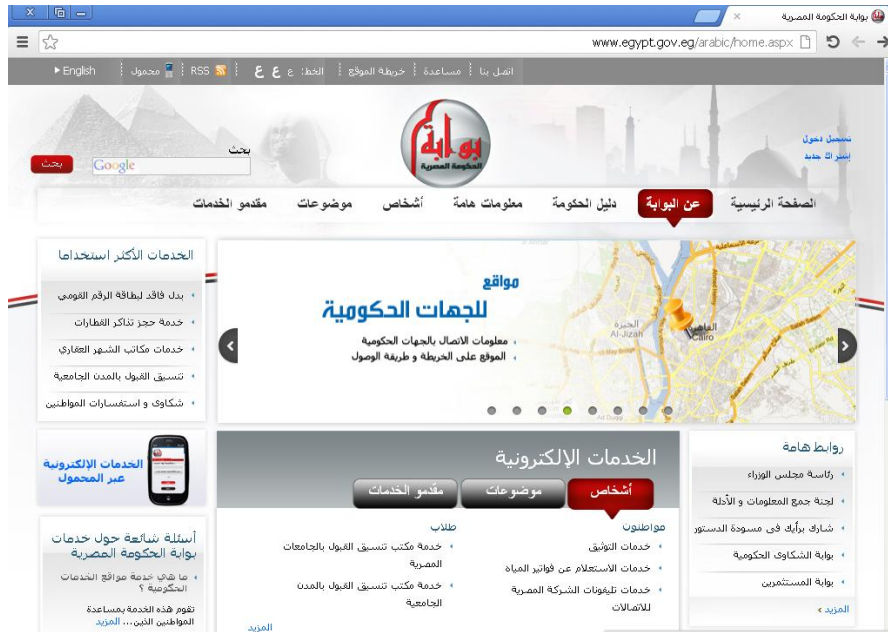 بوابة الحكومة المصرية
www.egypt.gov.eg/arabic/home.aspx
اتصل بنا
مساعدة
خريطة الموقع
الخط: ع ع ع
RSS
محمول
English
تسجيل دخول
إشتراك جديد
بوابة
الحكومة المصرية
بحث
Google
بحث
الصفحة الرئيسية
عن البوابة
دليل الحكومة
معلومات هامة
أشخاص
موضوعات
مقدمو الخدمات
مواقع
للجهات الحكومية
معلومات الاتصال بالجهات الحكومية
الموقع على الخريطة و طريقة الوصول
الجيزة
Al-Jizah
القاهرة
Cairo
الخدمات الأكثر استخداما
بدل فاقد لبطاقة الرقم القومي
خدمة حجز تذاكر القطارات
خدمات مكاتب الشهر العقاري
تنسيق القبول بالمدن الجامعية
شكاوى و استفسارات المواطنين
روابط هامة
رئاسة مجلس الوزراء
لجنة جمع المعلومات و الأدلة
شارك برأيك فى مسودة الدستور
بوابة الشكاوى الحكومية
بوابة المستثمرين
المزيد
الخدمات الإلكترونية
أشخاص
موضوعات
مقدمو الخدمات
مواطنون
خدمات التوثيق
خدمات الاستعلام عن فواتير المياه
خدمات تليفونات الشركة المصرية
للاتصالات
طلاب
خدمة مكتب تنسيق القبول بالجامعات
المصرية
خدمة مكتب تنسيق القبول بالمدن
الجامعية
المزيد
الخدمات الإلكترونية
عبر المحمول
أسئلة شائعة حول خدمات
بوابة الحكومة المصرية
ما هي خدمة مواقع الخدمات
الحكومية ؟
تقوم هذه الخدمة بمساعدة
المواطنين الذين... المزيد